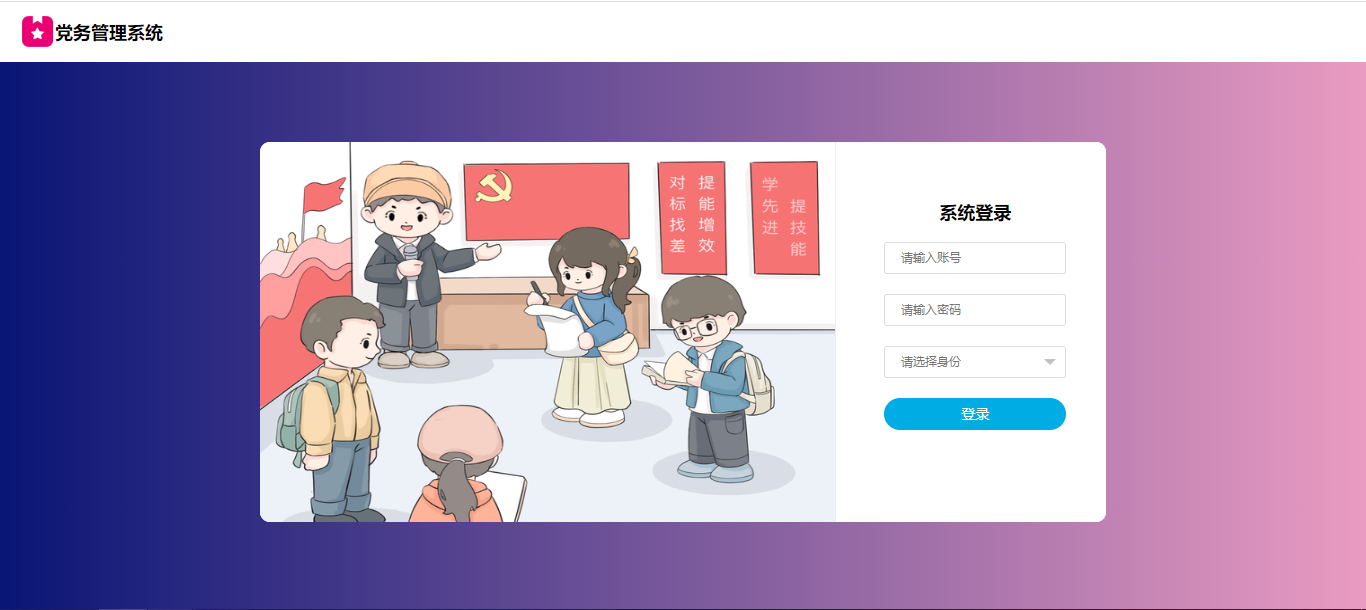 党务管理系统
对标找差
提能增效
学先进
提技能
系统登录
请输入账号
请输入密码
请选择身份
登录